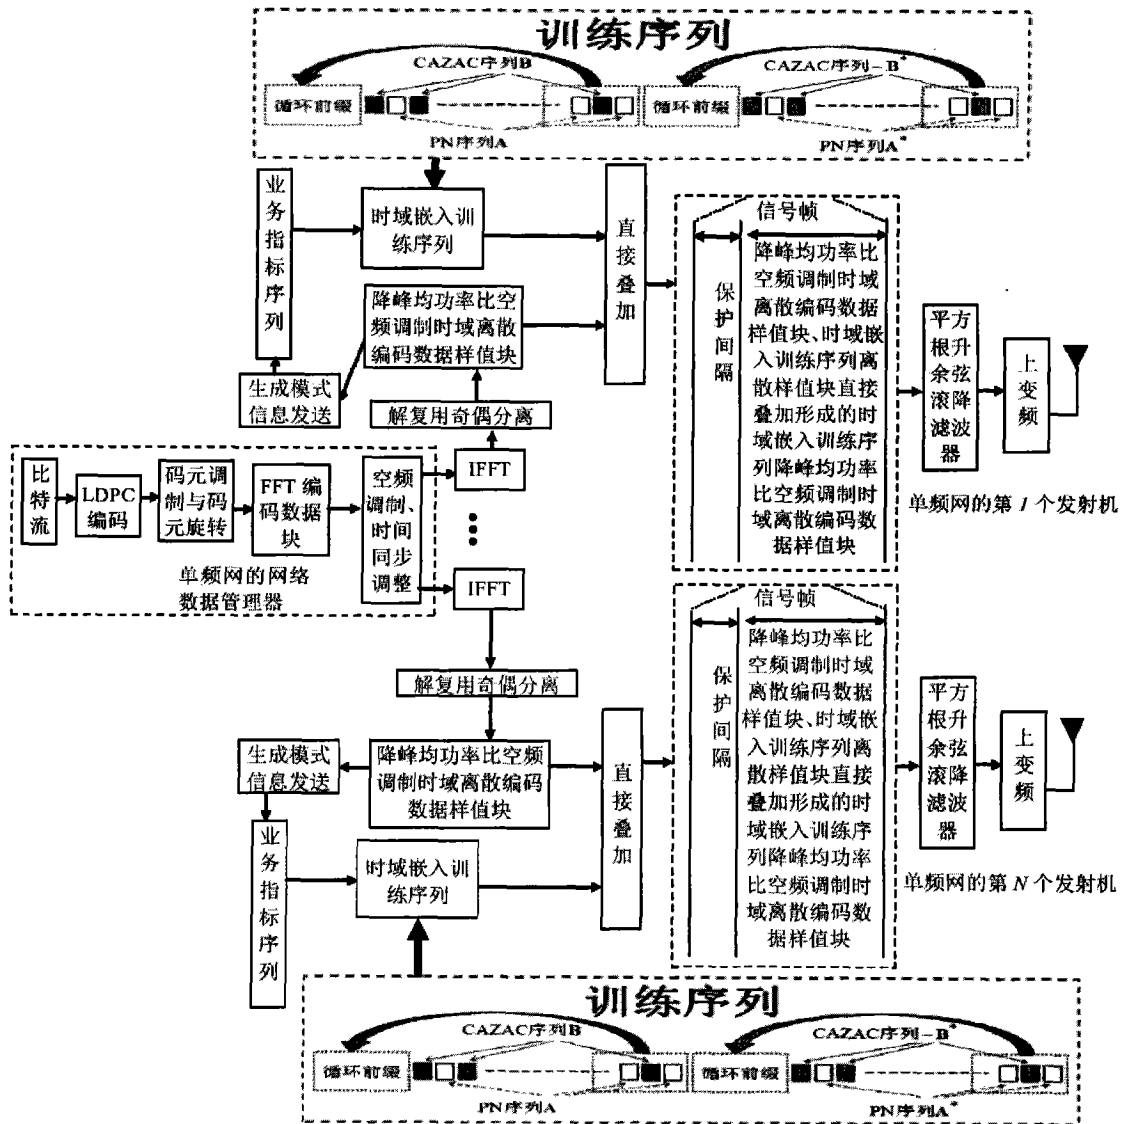 训练序列
CAZAC序列B
CAZAC序列-B*
循环前缀
循环前缀
PN序列A
PN序列A*
业务指标序列
时域嵌入训
练序列
直接叠加
降峰均功率比空
频调制时域离散
编码数据样值块
生成模式
信息发送
解复用奇偶分离
信号帧
保护间隔
降峰均功率比
空频调制时域
离散编码数据
样值块、时域嵌
入训练序列离
散样值块直接
叠加形成的时
域嵌入训练序
列降峰均功率
比空频调制时
域离散编码数
据样值块
平方
根升
余弦
滚降
滤波
器
上变频
单频网的第 1 个发射机
比特流
LDPC
编码
码元调
制与码
元旋转
FFT 编
码数据
块
空频
调制、
时间
同步
调整
IFFT
IFFT
单频网的网络
数据管理器
解复用奇偶分离
生成模式
信息发送
降峰均功率比空频
调制时域离散编码
数据样值块
业务指标序列
时域嵌入训
练序列
直接叠加
信号帧
保护间隔
降峰均功率比
空频调制时域
离散编码数据
样值块、时域嵌
入训练序列离
散样值块直接
叠加形成的时
域嵌入训练序
列降峰均功率
比空频调制时
域离散编码数
据样值块
平方
根升
余弦
滚降
滤波
器
上变频
单频网的第 N 个发射机
训练序列
CAZAC序列B
CAZAC序列-B*
循环前缀
循环前缀
PN序列A
PN序列A*